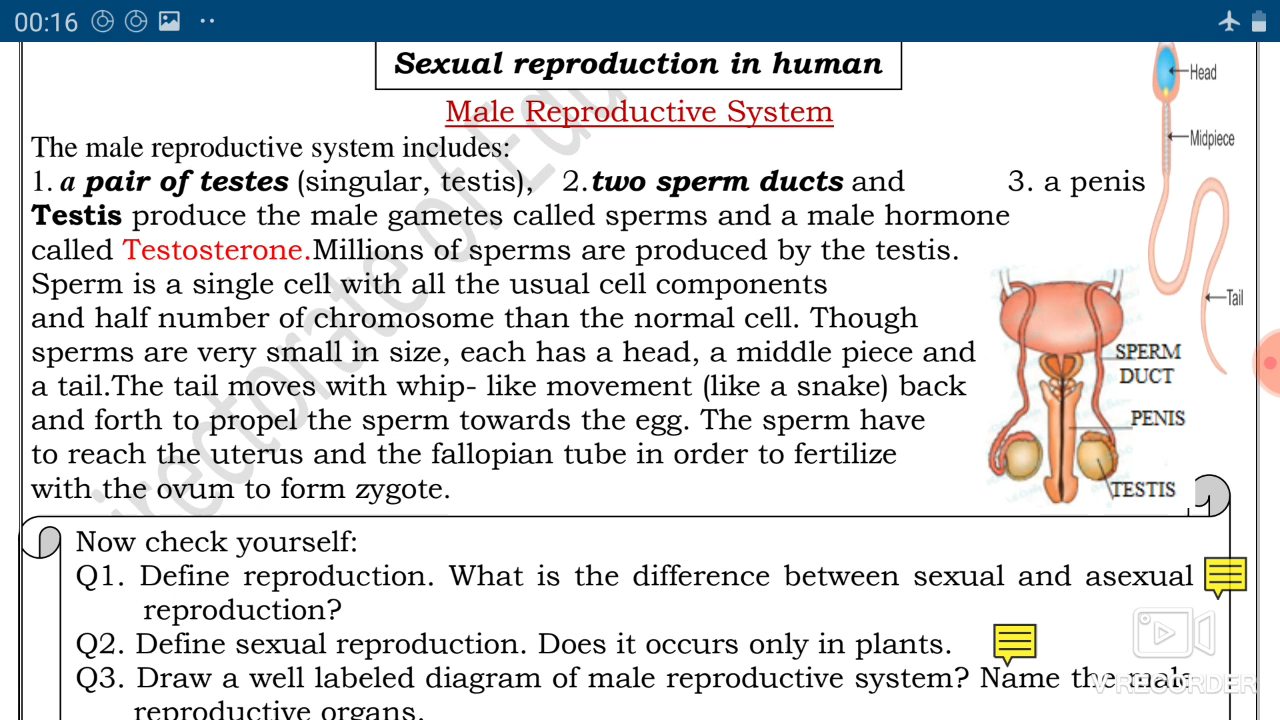 00:16
Sexual reproduction in human
Head
Male Reproductive System
Midpiece
The male reproductive system includes:
1. a pair of testes (singular, testis), 2.two sperm ducts and 3. a penis
Testis produce the male gametes called sperms and a male hormone
called Testosterone.Millions of sperms are produced by the testis.
Sperm is a single cell with all the usual cell components
Tail
and half number of chromosome than the normal cell. Though
sperms are very small in size, each has a head, a middle piece and
SPERM
DUCT
a tail.The tail moves with whip- like movement (like a snake) back
and forth to propel the sperm towards the egg. The sperm have
PENIS
to reach the uterus and the fallopian tube in order to fertilize
with the ovum to form zygote.
TESTIS
Now check yourself:
Q1. Define reproduction. What is the difference between sexual and asexual
reproduction?
Q2. Define sexual reproduction. Does it occurs only in plants.
Q3. Draw a well labeled diagram of male reproductive system? Name the male
reproductive organs.
V RECORDER
irectorate of Edu